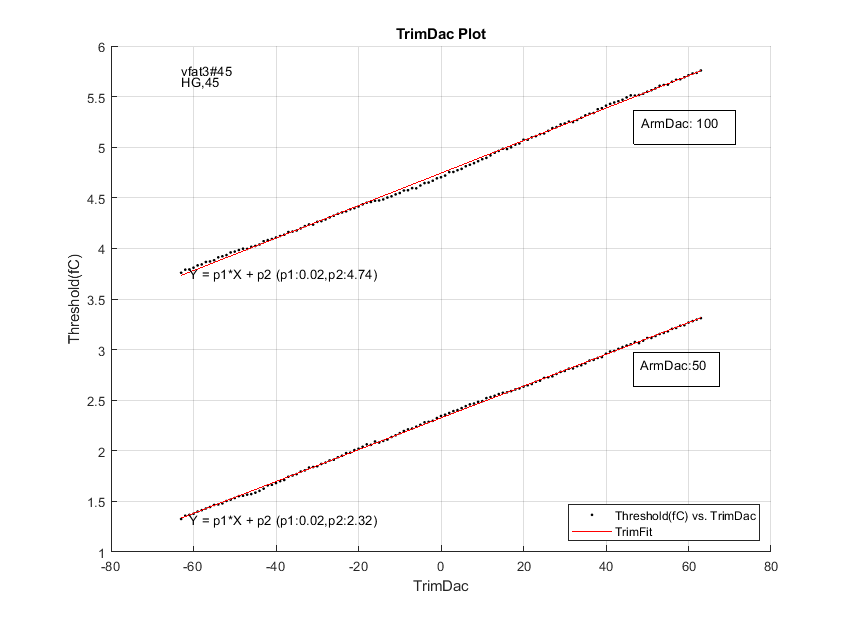 TrimDac Plot
vfat3#45
HG,45
ArmDac: 100
Y = p1*X + p2 (p1:0.02,p2:4.74)
ArmDac:50
Y = p1*X + p2 (p1:0.02,p2:2.32)
Threshold(fC) vs. TrimDac
TrimFit
6
5.5
5
4.5
4
3.5
3
2.5
2
1.5
1
Threshold(fC)
-80 -60 -40 -20 0 20 40 60 80
TrimDac